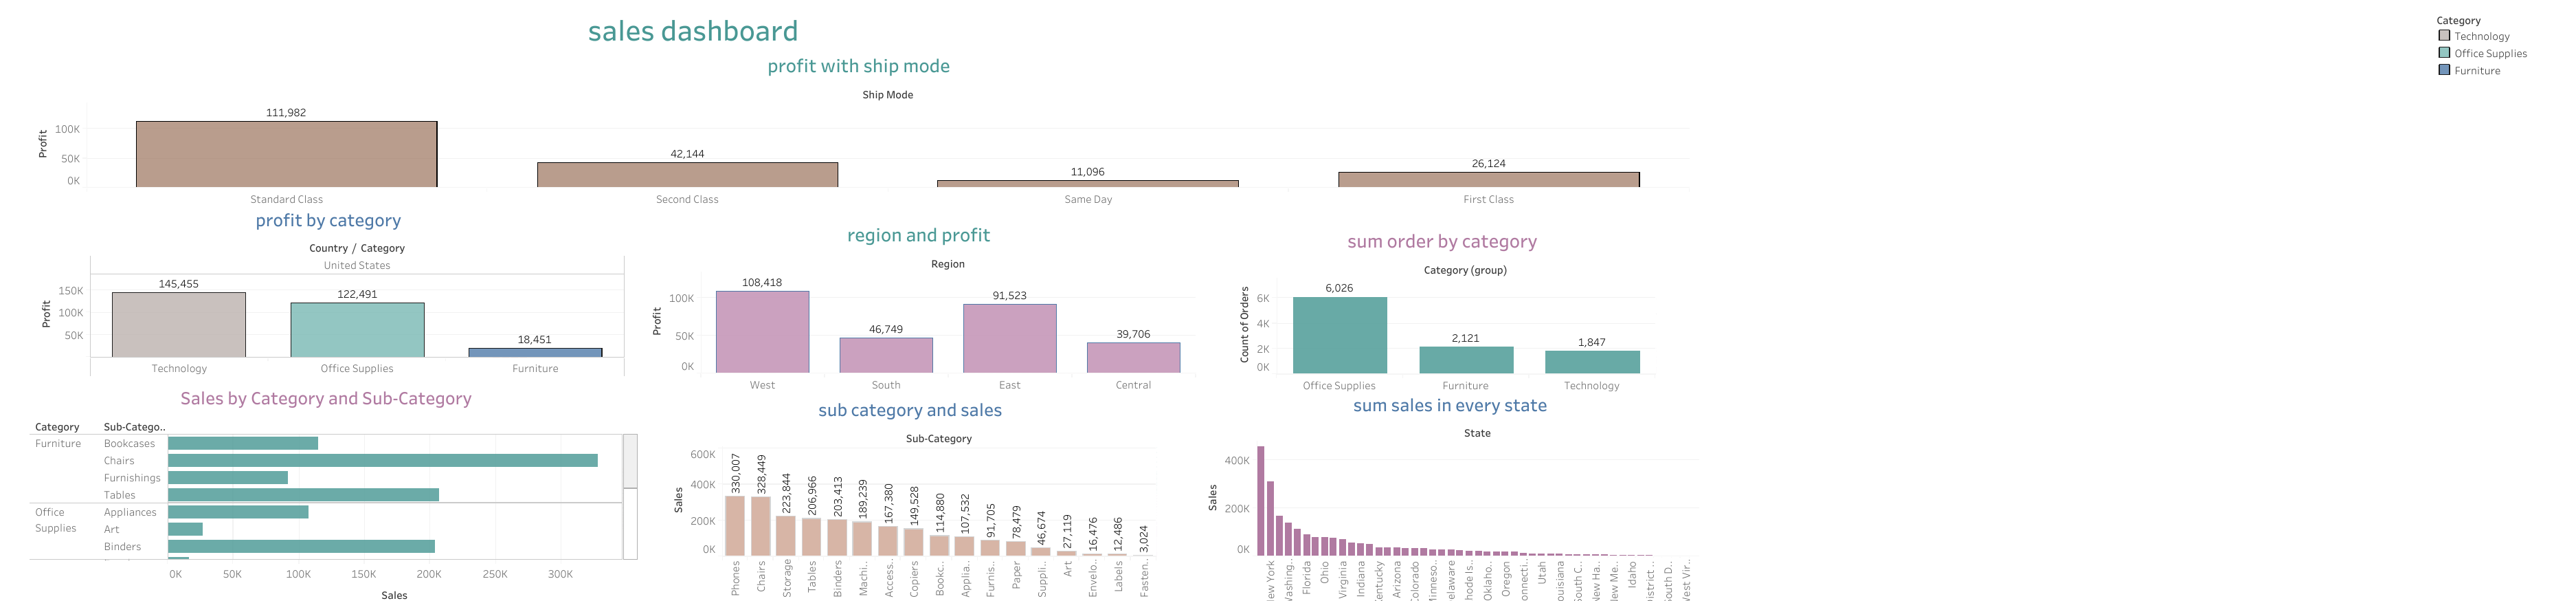 sales dashboard
Category
Technology
Office Supplies
Furniture
profit with ship mode
Ship Mode
Profit
100K
50K
0K
111,982
42,144
11,096
26,124
Standard Class
Second Class
Same Day
First Class
profit by category
Country / Category
United States
Profit
150K
100K
50K
145,455
122,491
18,451
Technology
Office Supplies
Furniture
region and profit
Region
Profit
100K
50K
0K
108,418
46,749
91,523
39,706
West
South
East
Central
sum order by category
Category (group)
Count of Orders
6K
4K
2K
0K
6,026
2,121
1,847
Office Supplies
Furniture
Technology
Sales by Category and Sub-Category
Category
Sub-Catego..
Furniture
Bookcases
Chairs
Furnishings
Tables
Office
Supplies
Appliances
Art
Binders
0K
50K
100K
150K
200K
250K
300K
Sales
sub category and sales
Sub-Category
Sales
600K
400K
200K
0K
330,007
328,449
223,844
206,966
203,413
189,239
167,380
149,528
114,880
107,532
91,705
78,479
46,674
27,119
16,476
12,486
3,024
Phones
Chairs
Storage
Tables
Binders
Machi..
Access..
Copiers
Bookc..
Applia..
Furnis..
Paper
Suppli..
Art
Envelo..
Labels
Fasten..
sum sales in every state
State
Sales
400K
200K
0K
ew York
ashing..
Florida
Ohio
Virginia
Indiana
entucky
Arizona
olorado
inneso..
elaware
hode Is..
Oklaho..
Oregon
onnecti..
Utah
ouisiana
outh C..
ew Ha..
ew Me..
Idaho
istrict ..
outh D..
est Vir..